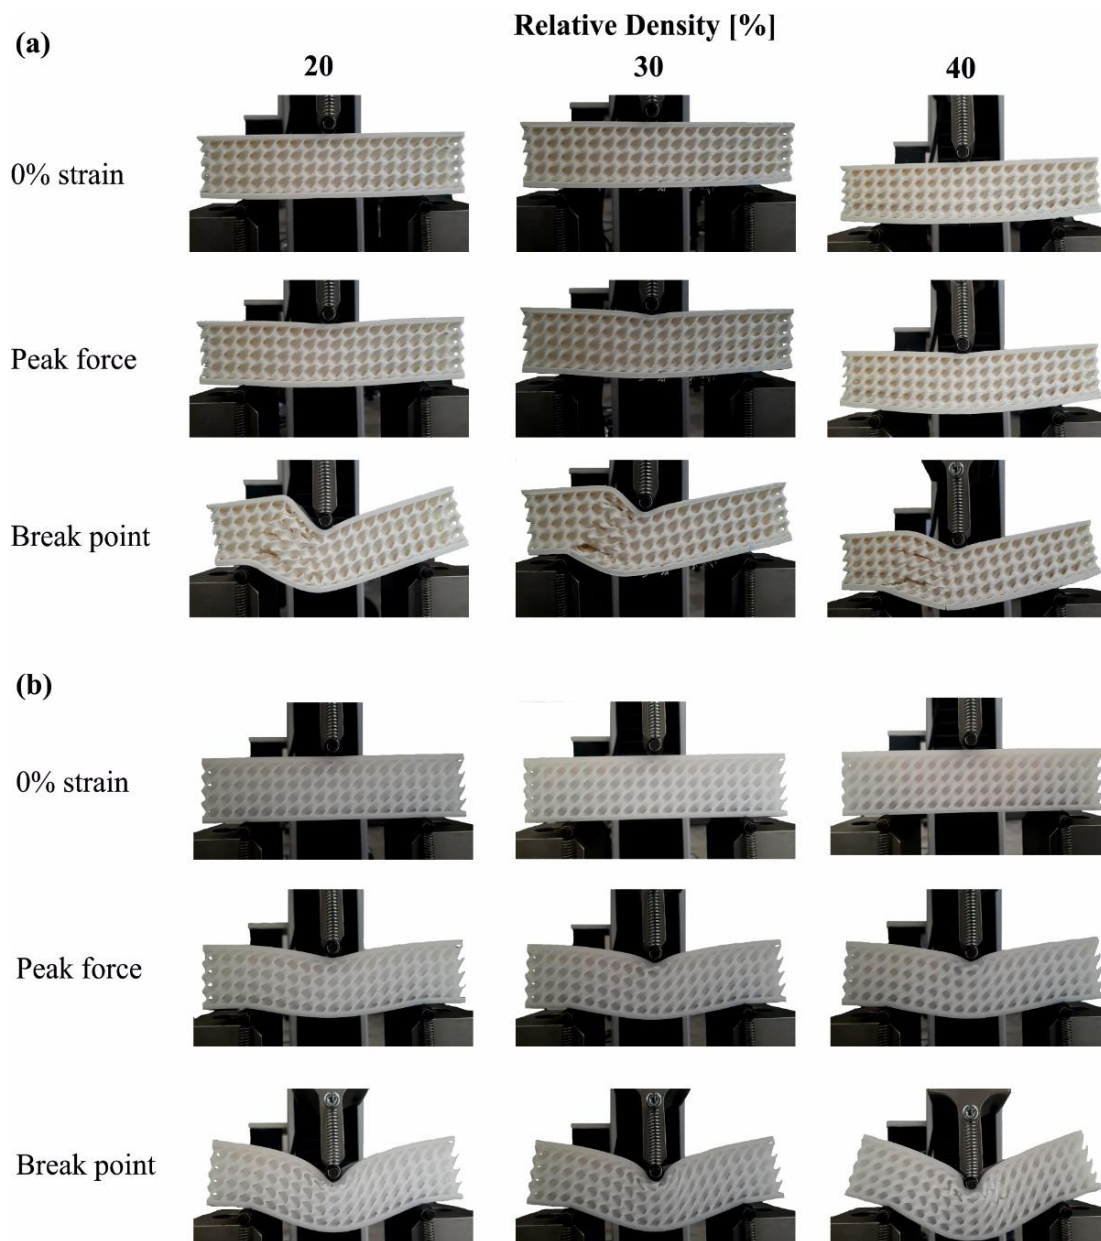 Relative Density [%]
(a)
20 30 40
0% strain
Peak force
Break point
(b)
0% strain
Peak force
Break point